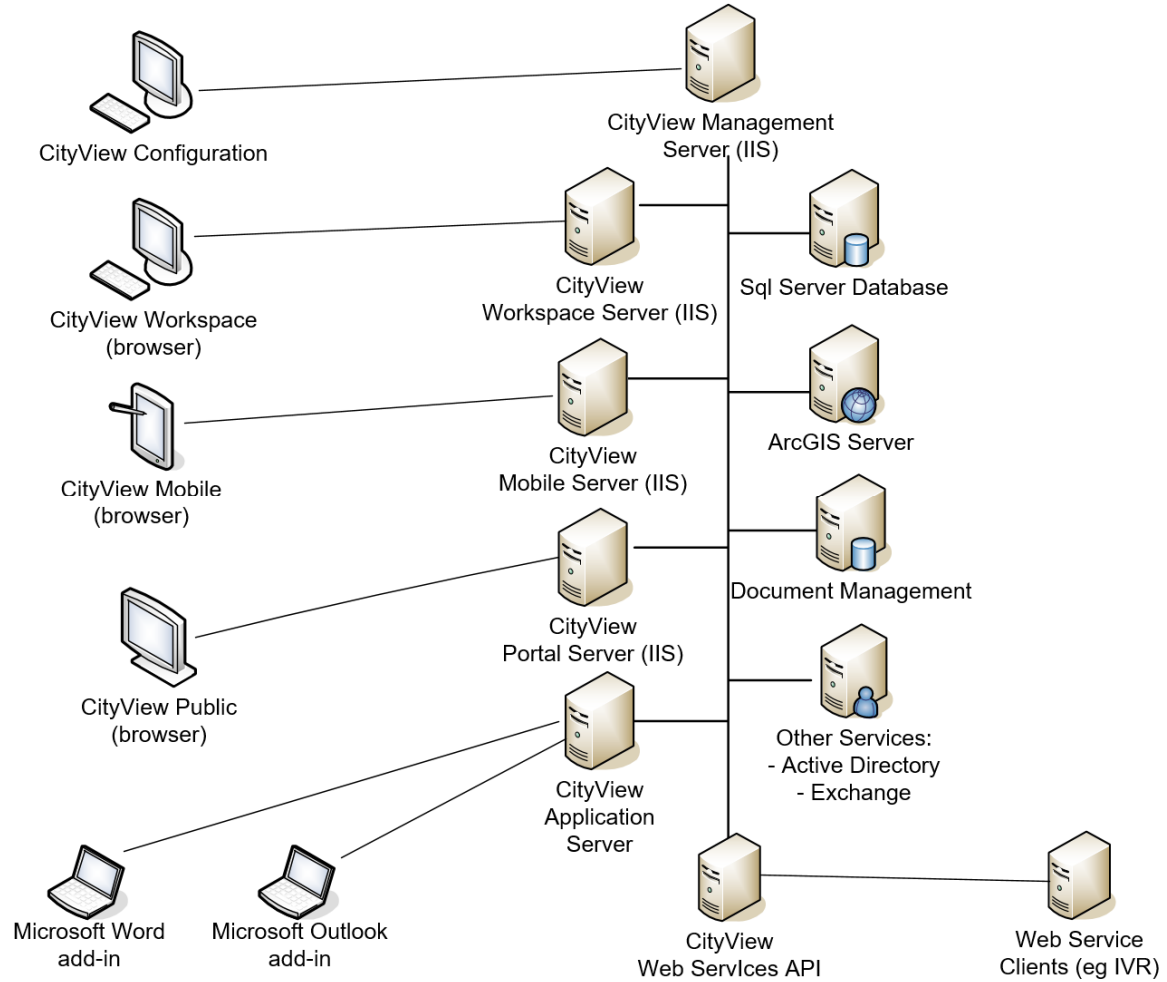 CityView Management
Server (IIS)
CityView Configuration
CityView
Workspace Server (IIS)
Sql Server Database
CityView Workspace
(browser)
ArcGIS Server
CityView
Mobile Server (IIS)
CityView Mobile
(browser)
Document Management
CityView
Portal Server (IIS)
CityView Public
(browser)
Other Services:
- Active Directory
- Exchange
CityView
Application
Server
Microsoft Word
add-in
Microsoft Outlook
add-in
CityView
Web ServIces API
Web Service
Clients (eg IVR)